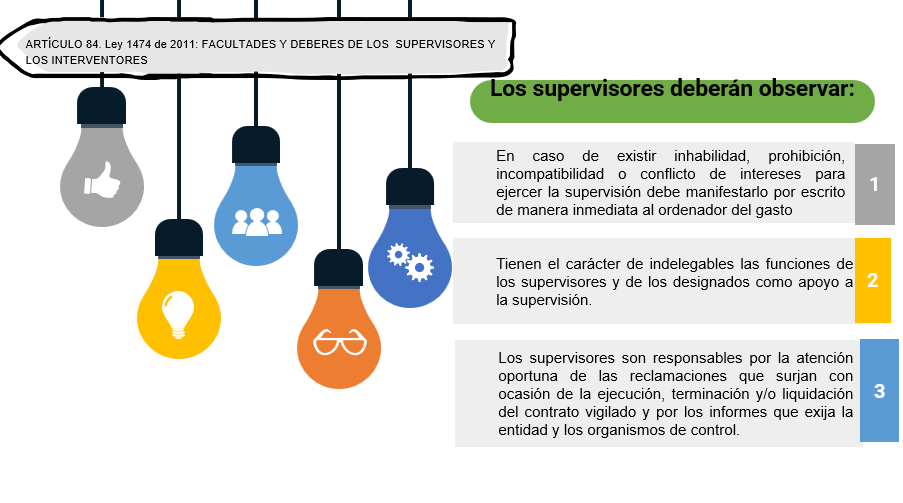 ARTÍCULO 84. Ley 1474 de 2011: FACULTADES Y DEBERES DE LOS SUPERVISORES Y
LOS INTERVENTORES
Los supervisores deberán observar:
En caso de existir inhabilidad, prohibición,
incompatibilidad o conflicto de intereses para
ejercer la supervisión debe manifestarlo por escrito
de manera inmediata al ordenador del gasto
1
Tienen el carácter de indelegables las funciones de
los supervisores y de los designados como apoyo a
la supervisión.
2
Los supervisores son responsables por la atención
oportuna de las reclamaciones que surjan con
ocasión de la ejecución, terminación y/o liquidación
del contrato vigilado y por los informes que exija la
entidad y los organismos de control.
3